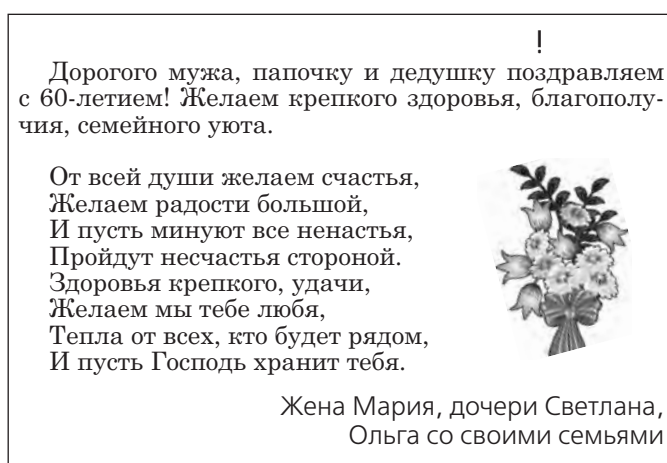 !
Дорогого мужа, папочку и дедушку поздравляем
с 60-летием! Желаем крепкого здоровья, благополу-
чия, семейного уюта.
От всей души желаем счастья,
Желаем радости большой,
И пусть минуют все ненастья,
Пройдут несчастья стороной.
Здоровья крепкого, удачи,
Желаем мы тебе любя,
Тепла от всех, кто будет рядом,
И пусть Господь хранит тебя.
Жена Мария, дочери Светлана,
Ольга со своими семьями